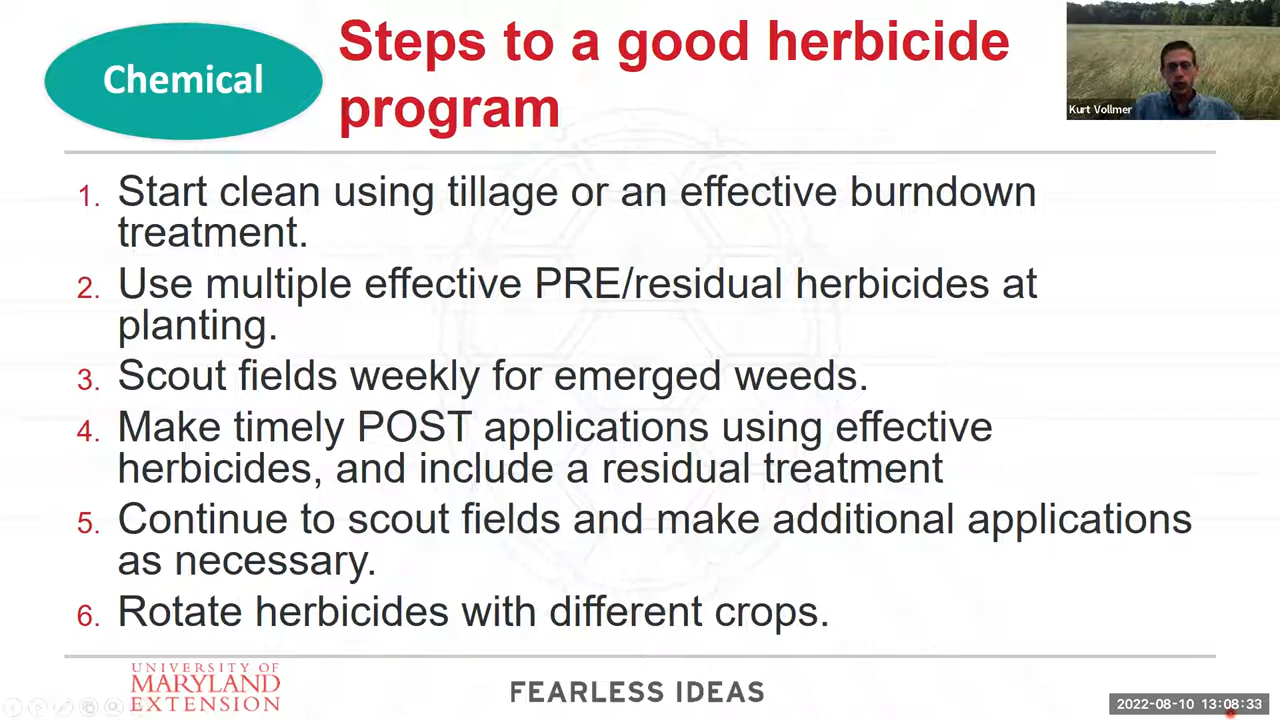 Chemical
Steps to a good herbicide
program
Kurt Vollmer
1. Start clean using tillage or an effective burndown
treatment.
2. Use multiple effective PRE/residual herbicides at
planting.
3. Scout fields weekly for emerged weeds.
4. Make timely POST applications using effective
herbicides, and include a residual treatment
5. Continue to scout fields and make additional applications
as necessary.
6. Rotate herbicides with different crops.
UNIVERSITY OF
MARYLAND
EXTENSION
FEARLESS IDEAS
2022-08-10 13:08:33